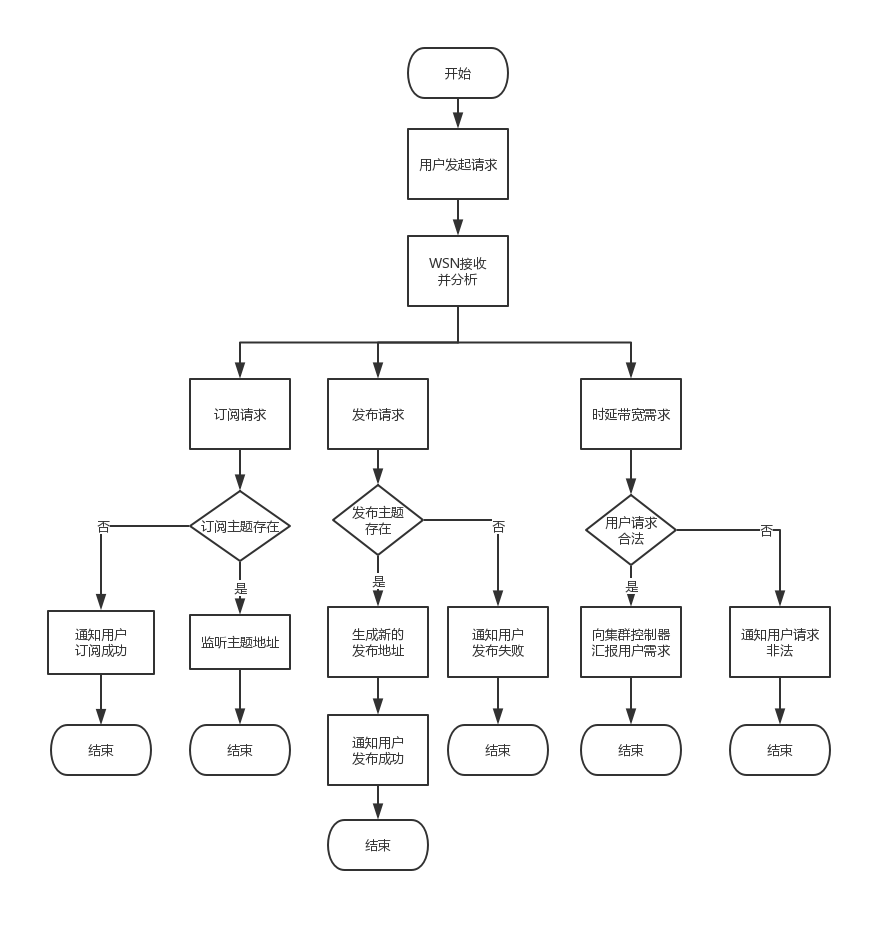 开始
用户发起请求
WSN接收
并分析
订阅请求
发布请求
时延带宽需求
订阅主题存在
发布主题
存在
用户请求
合法
否
是
是
否
是
否
通知用户
订阅成功
监听主题地址
生成新的
发布地址
通知用户
发布失败
向集群控制器
汇报用户需求
通知用户请求
非法
结束
结束
通知用户
发布成功
结束
结束
结束
结束